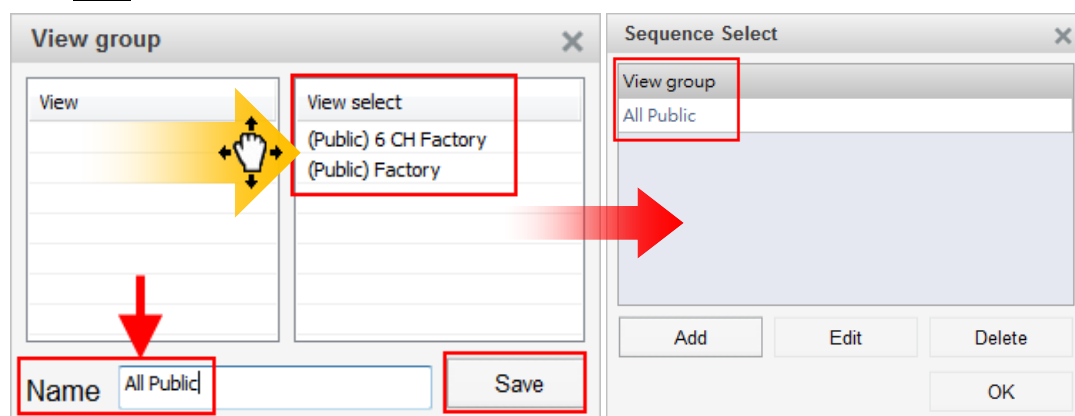 View group
View
View select
(Public) 6 CH Factory
(Public) Factory
Name
All Public
Save
Sequence Select
View group
All Public
Add
Edit
Delete
OK